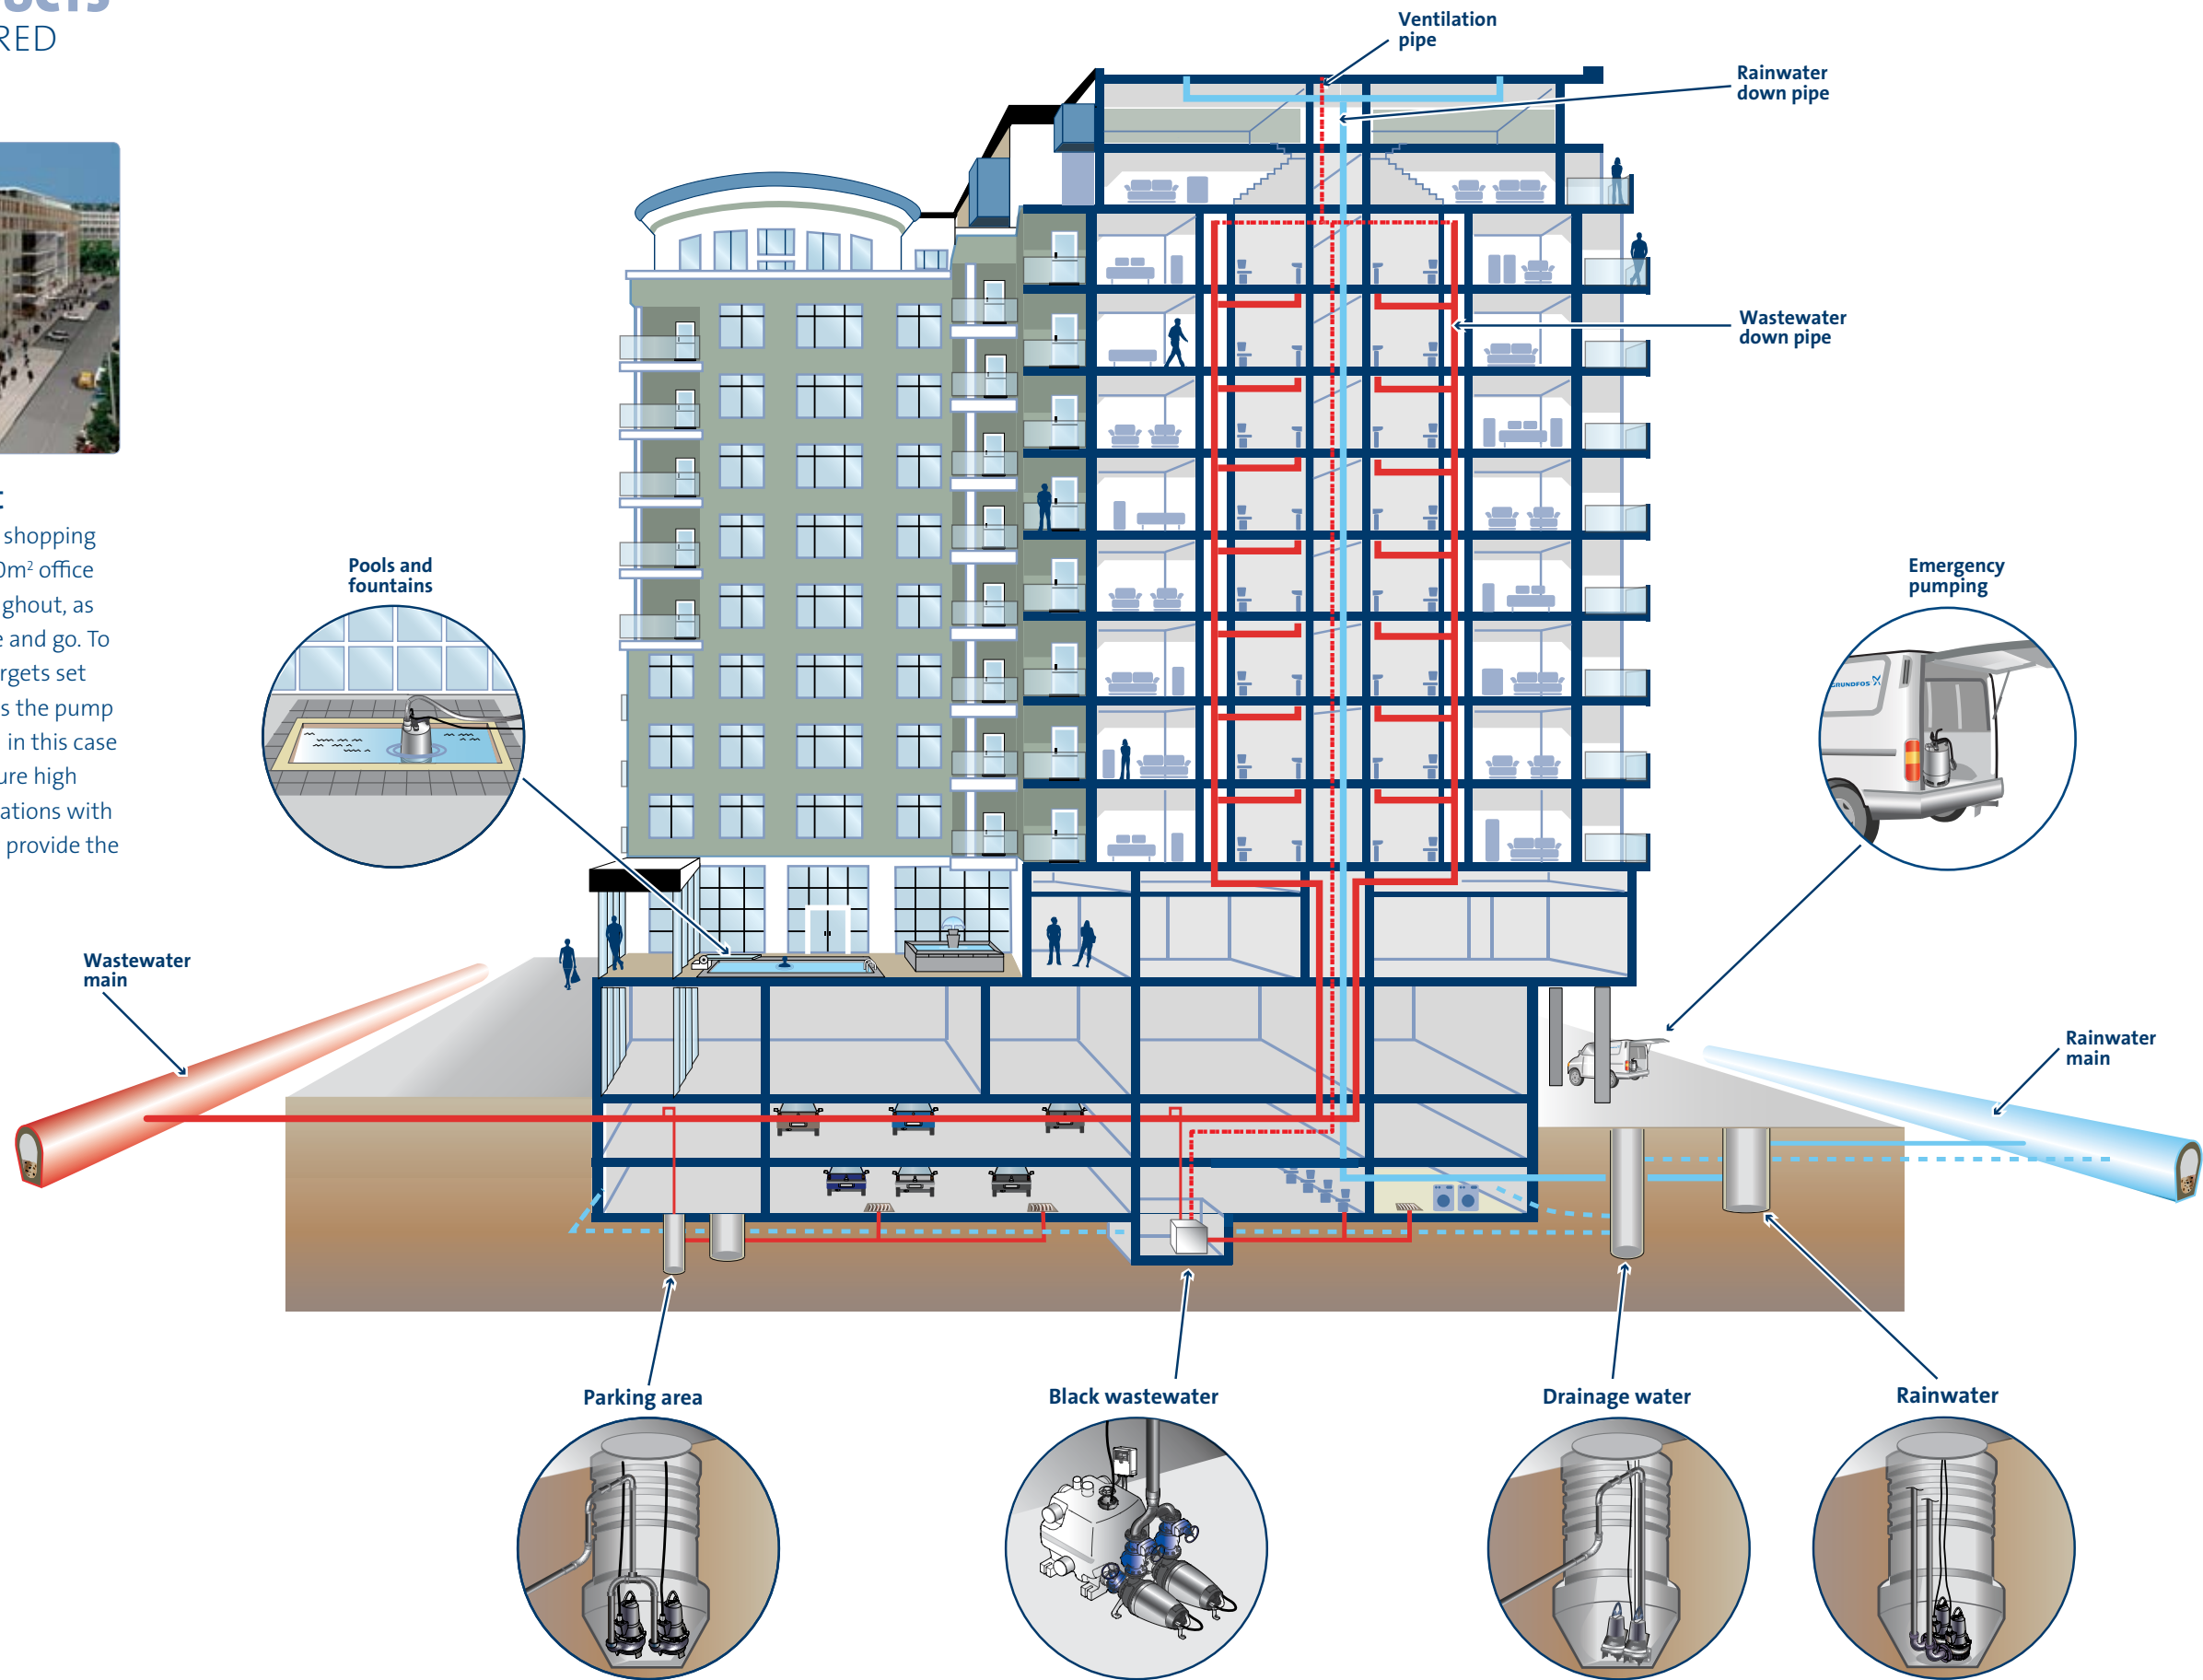 RED
shopping
0m² office
ghout, as
e and go. To
rgets set
s the pump
in this case
ure high
ations with
provide the
Ventilation
pipe
Rainwater
down pipe
Wastewater
down pipe
Pools and
fountains
Emergency
pumping
GRUNDFOS
Wastewater
main
Rainwater
main
Parking area
Black wastewater
Drainage water
Rainwater